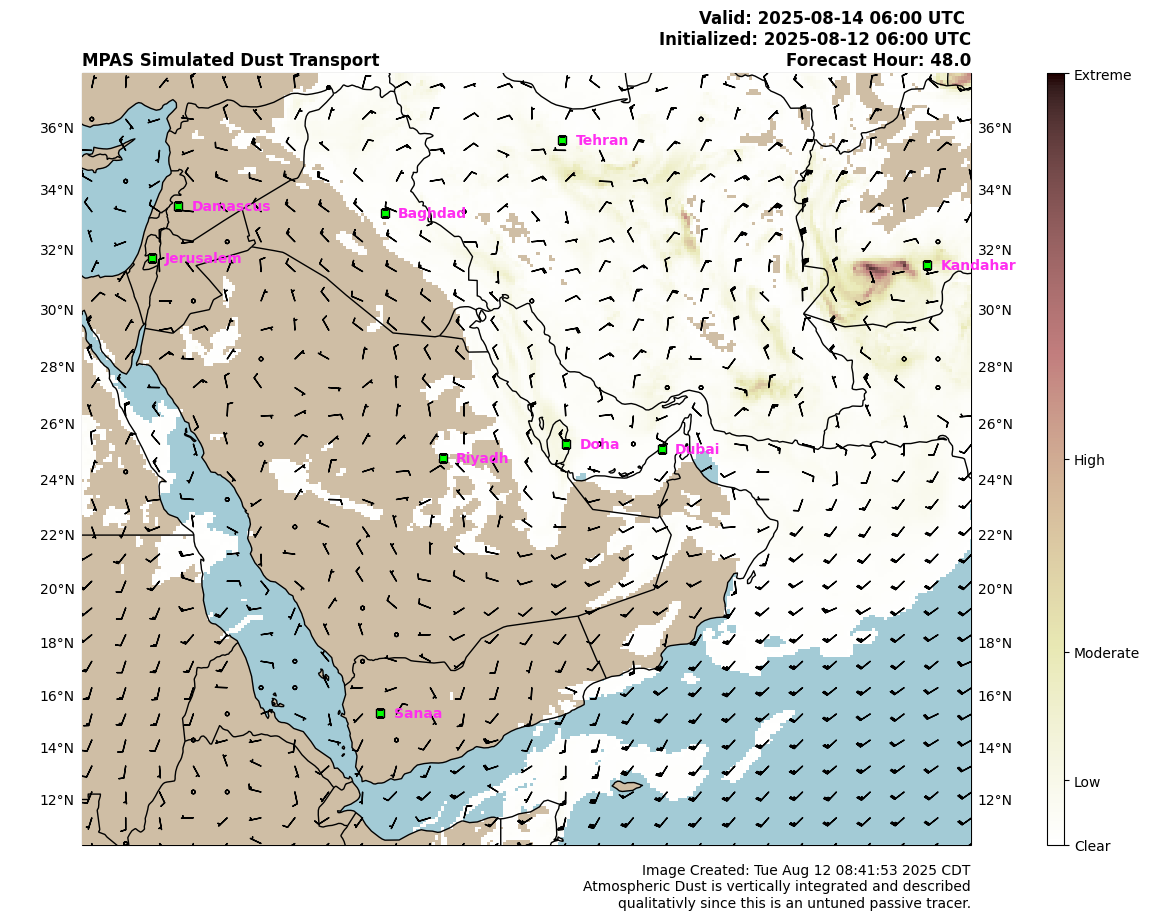 Valid: 2025-08-14 06:00 UTC
Initialized: 2025-08-12 06:00 UTC
MPAS Simulated Dust Transport Forecast Hour: 48.0
Extreme
36°N 36°N
Tehran
34°N 34°N
Damascus
Baghdad
32°N 32°N
Jerusalem
Kandahar
30°N 30°N
28°N 28°N
26°N 26°N
Doha
Dubai
Riyadh
High
24°N 24°N
22°N 22°N
20°N 20°N
18°N 18°N
Moderate
16°N 16°N
Sanaa
14°N 14°N
Low
12°N 12°N
Clear
Image Created: Tue Aug 12 08:41:53 2025 CDT
Atmospheric Dust is vertically integrated and described
qualitativly since this is an untuned passive tracer.